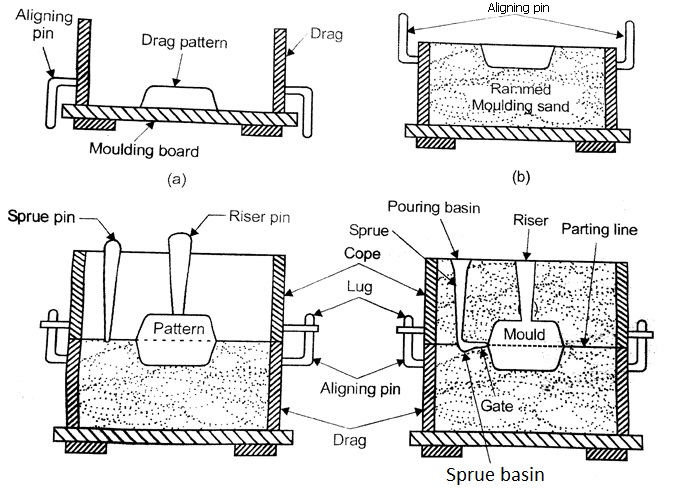 Aligning
pin
Drag pattern
Drag
Moulding board
(a)
Aligning pin
Rammed
Moulding sand
(b)
Sprue pin
Riser pin
Pattern
Cope
Lug
Aligning pin
Drag
Pouring basin
Sprue
Riser
Parting line
Mould
Gate
Sprue basin